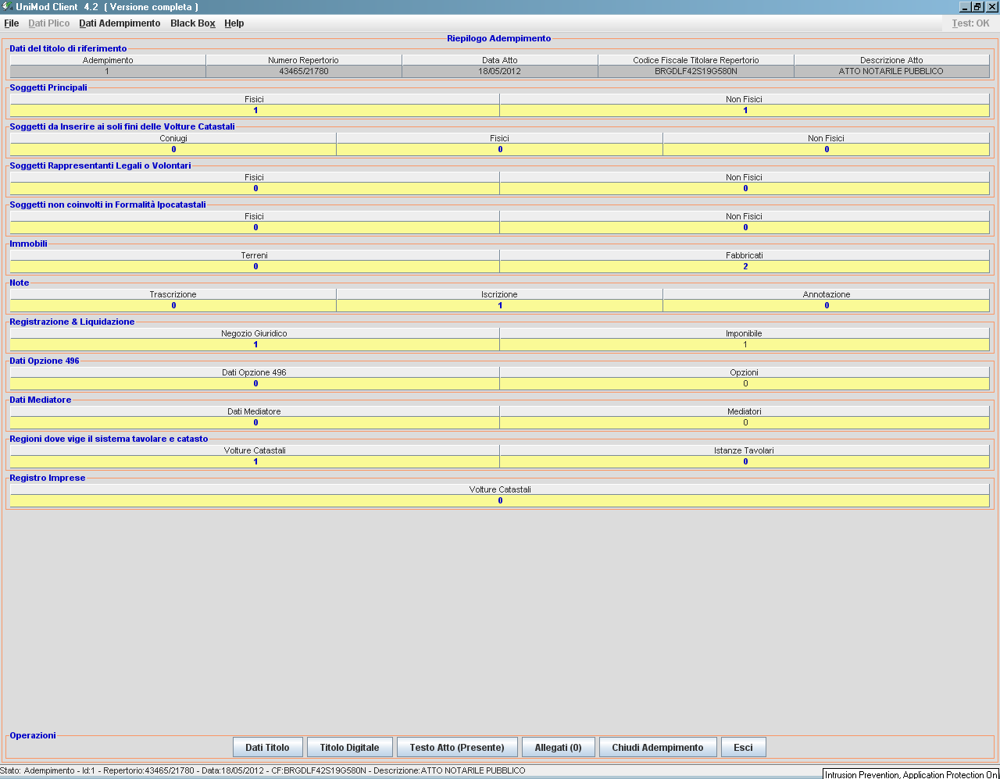 UniMod Client 4.2 ( Versione completa )
File Dati Plico Dati Adempimento Black Box Help Test: OK
Riepilogo Adempimento
Dati del titolo di riferimento
Adempimento Numero Repertorio Data Atto Codice Fiscale Titolare Repertorio Descrizione Atto
1 43465/21780 18/05/2012 BRGDLF42S19G580N ATTO NOTARILE PUBBLICO
Soggetti Principali
Fisici Non Fisici
1 1
Soggetti da Inserire ai soli fini delle Volture Catastali
Coniugi Fisici Non Fisici
0 0 0
Soggetti Rappresentanti Legali o Volontari
Fisici Non Fisici
0 0
Soggetti non coinvolti in Formalità Ipocatastali
Fisici Non Fisici
0 0
Immobili
Terreni Fabbricati
0 2
Note
Trascrizione Iscrizione Annotazione
0 1 0
Registrazione & Liquidazione
Negozio Giuridico Imponibile
1 1
Dati Opzione 496
Dati Opzione 496 Opzioni
0 0
Dati Mediatore
Dati Mediatore Mediatori
0 0
Regioni dove vige il sistema tavolare e catasto
Volture Catastali Istanze Tavolari
1 0
Registro Imprese
Volture Catastali
0
Operazioni
Dati Titolo Titolo Digitale Testo Atto (Presente) Allegati (0) Chiudi Adempimento Esci
Stato: Adempimento - Id:1 - Repertorio:43465/21780 - Data:18/05/2012 - CF:BRGDLF42S19G580N - Descrizione:ATTO NOTARILE PUBBLICO
Intrusion Prevention, Application Protection On